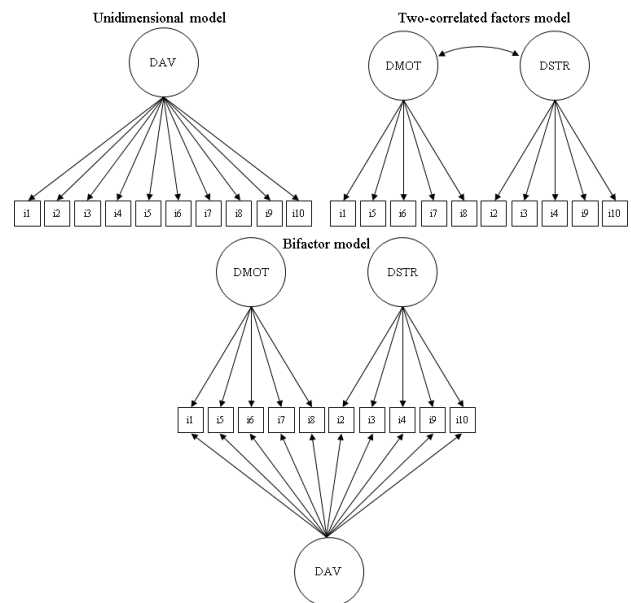 Unidimensional model
DAV
i1 i2 i3 i4 i5 i6 i7 i8 i9 i10
Two-correlated factors model
DMOT DSTR
i1 i5 i6 i7 i8 i2 i3 i4 i9 i10
Bifactor model
DMOT DSTR
i1 i5 i6 i7 i8 i2 i3 i4 i9 i10
DAV